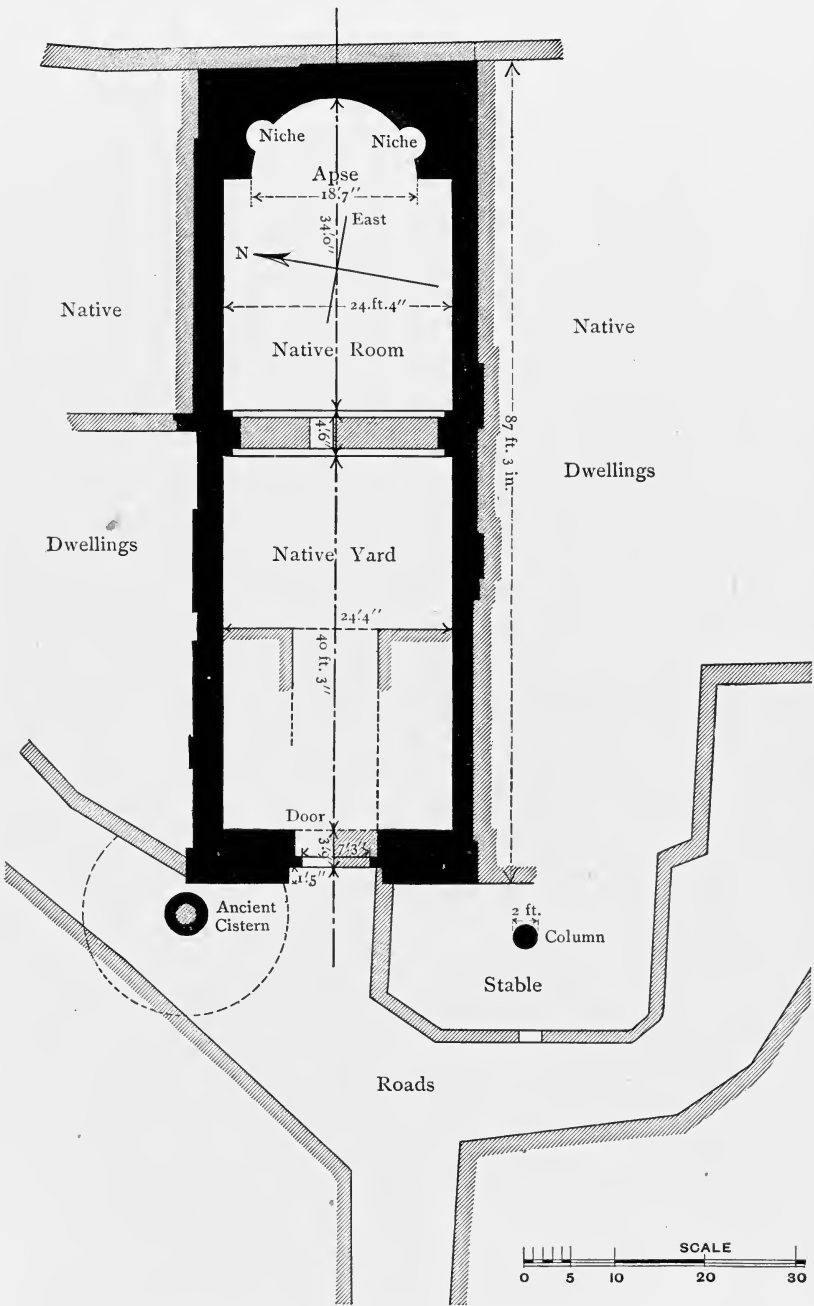 Niche
Niche
Apse
18'.7"
34'.0"
East
N
24.ft.4"
Native
Native
Native Room
4'.6"
87 ft. 3 in.
Dwellings
Native Yard
Dwellings
24'.4"
40 ft. 3"
Door
3'.9
7'.3"
1'.5"
Ancient
Cistern
2 ft.
Column
Stable
Roads
SCALE
0 5 10 20 30